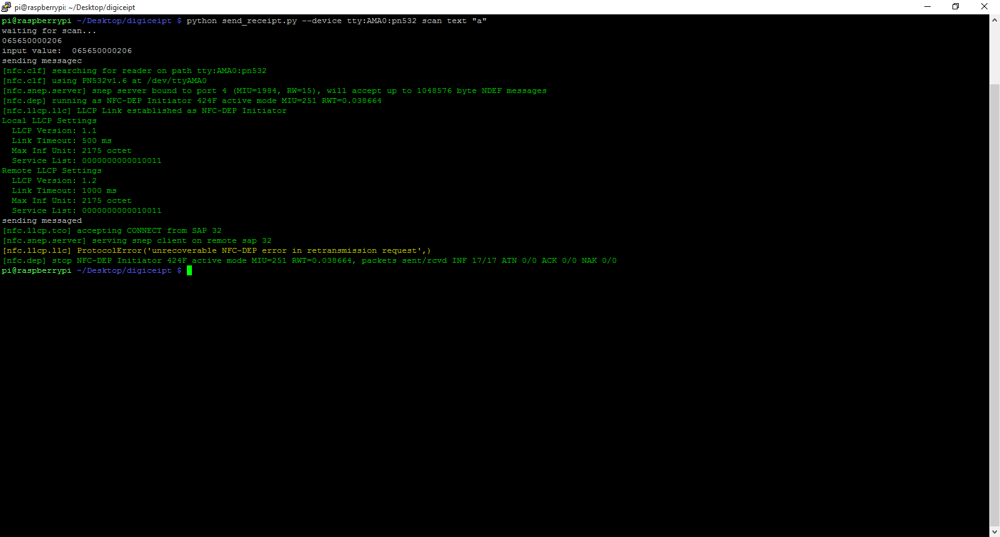 pi@raspberrypi: ~/Desktop/digiceipt
pi@raspberrypi ~/Desktop/digiceipt $ python send_receipt.py --device tty:AMA0:pn532 scan text "a"
waiting for scan...
065650000206
input value:  065650000206
sending messagec
[nfc.clf] searching for reader on path tty:AMA0:pn532
[nfc.clf] using PN532v1.6 at /dev/ttyAMA0
[nfc.snep.server] snep server bound to port 4 (MIU=1984, RW=15), will accept up to 1048576 byte NDEF messages
[nfc.dep] running as NFC-DEP Initiator 424F active mode MIU=251 RWT=0.038664
[nfc.llcp.llc] LLCP Link established as NFC-DEP Initiator
Local LLCP Settings
  LLCP Version: 1.1
  Link Timeout: 500 ms
  Max Inf Unit: 2175 octet
  Service List: 0000000000010011
Remote LLCP Settings
  LLCP Version: 1.2
  Link Timeout: 1000 ms
  Max Inf Unit: 2175 octet
  Service List: 0000000000010011
sending messaged
[nfc.llcp.tco] accepting CONNECT from SAP 32
[nfc.snep.server] serving snep client on remote sap 32
[nfc.llcp.llc] ProtocolError('unrecoverable NFC-DEP error in retransmission request',)
[nfc.dep] stop NFC-DEP Initiator 424F active mode MIU=251 RWT=0.038664, packets sent/rcvd INF 17/17 ATN 0/0 ACK 0/0 NAK 0/0
pi@raspberrypi ~/Desktop/digiceipt $